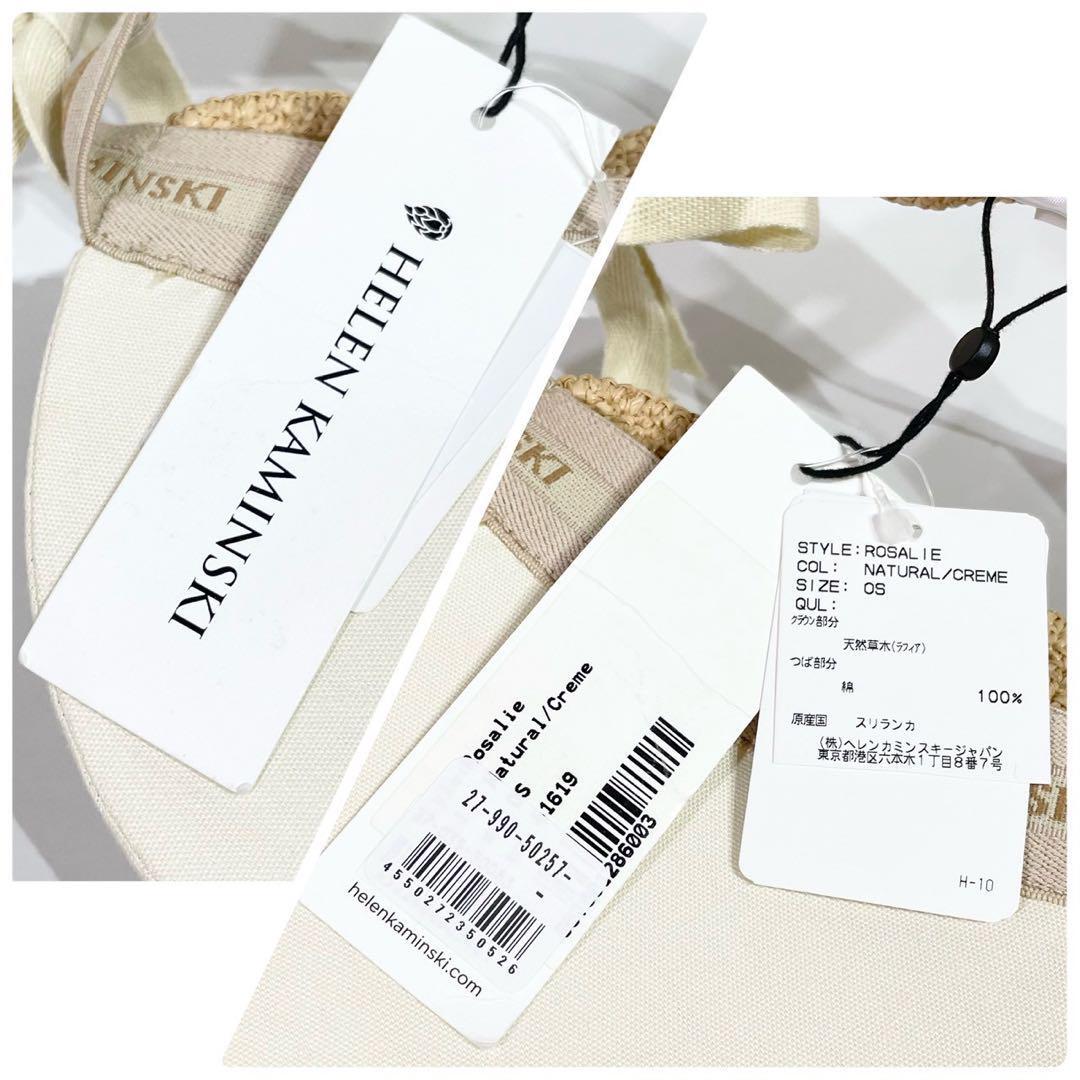 MINSKI
HELEN KAMINSKI
SKI
STYLE:ROSALIE
COL: NATURAL/CREME
SIZE: OS
QUL:
クラウン部分
天然草木(ラフィア)
つば部分
綿 100%
原産国 スリランカ
(株)ヘレンカミンスキージャパン
東京都港区六本木1丁目8番7号
H-10
osalie
atural/Creme
S
1619
286003
27-990-50257-
-
4550272350526
helenkaminski.com